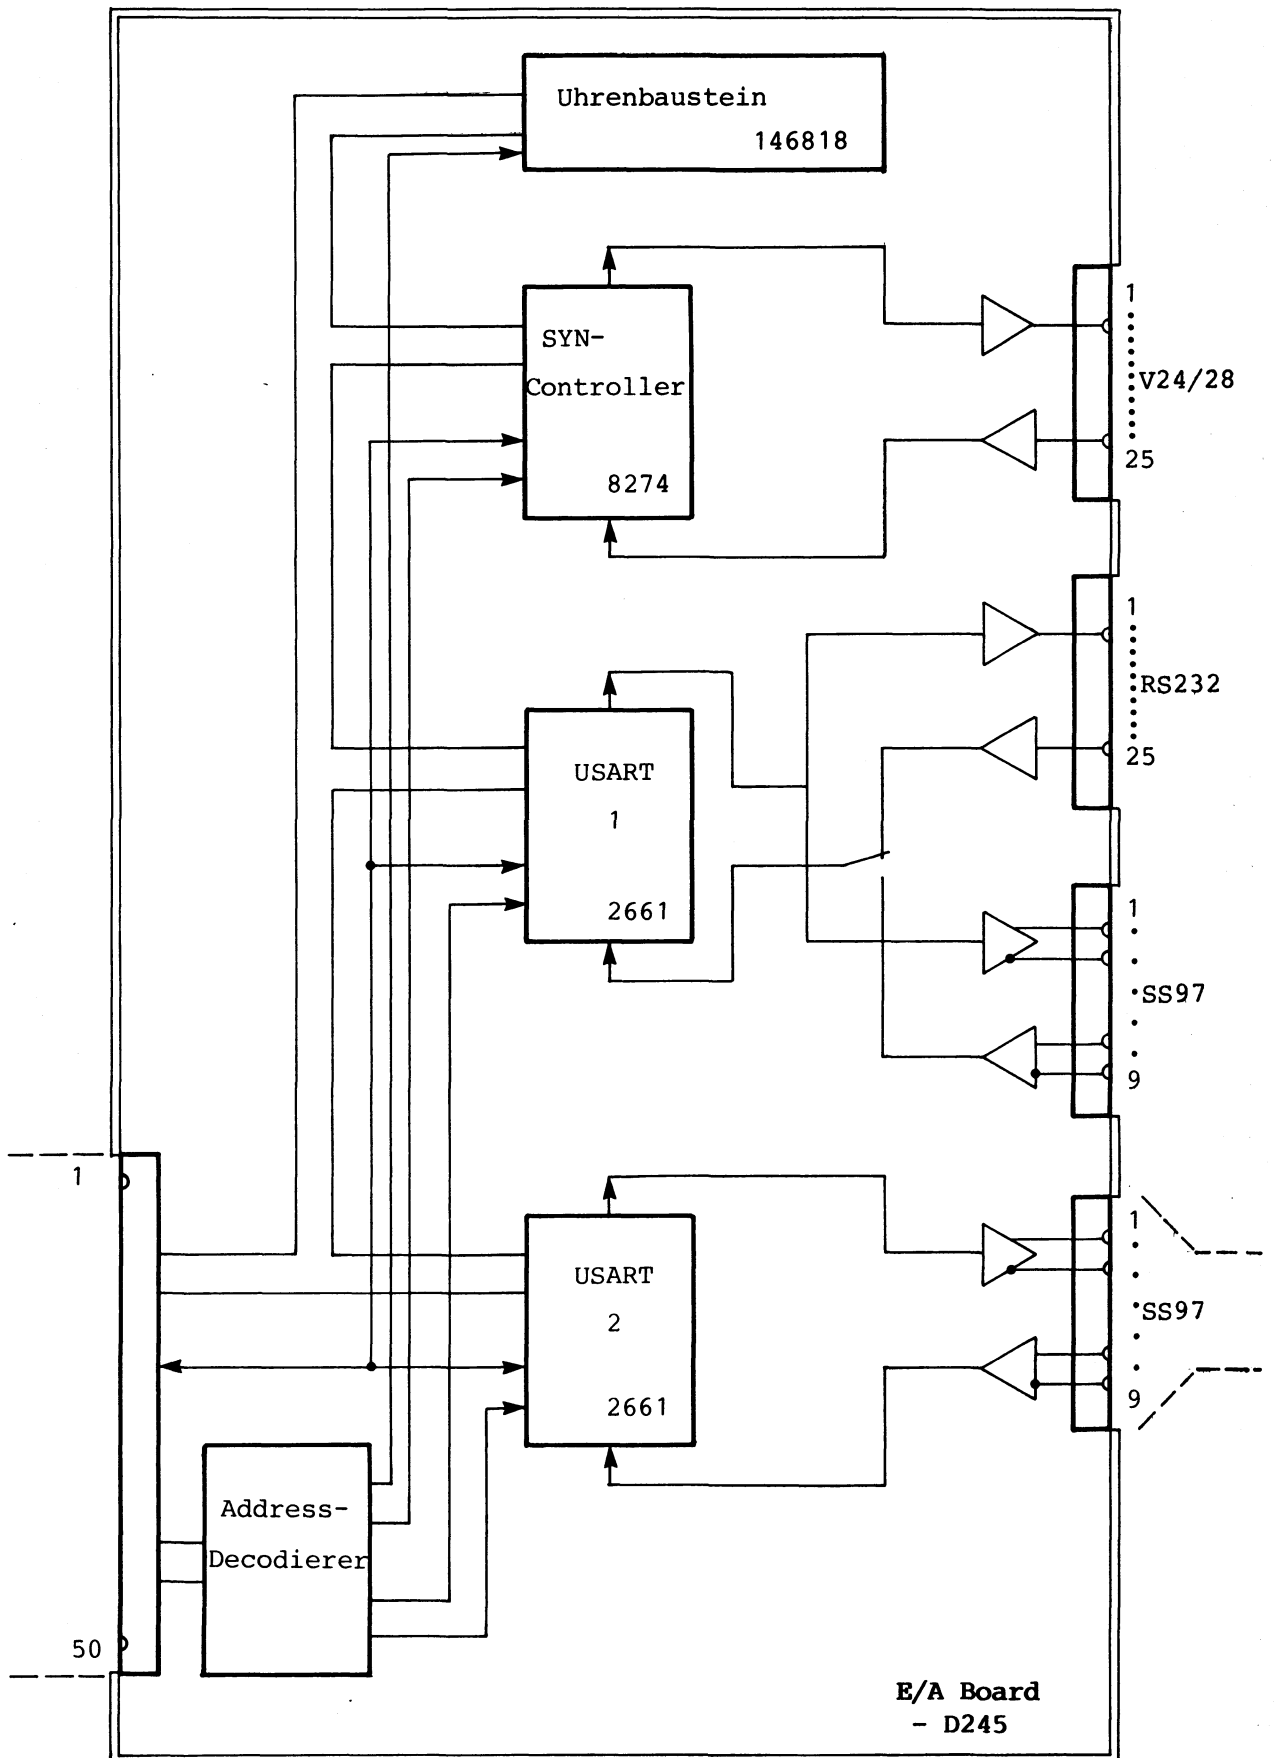 Uhrenbaustein
146818
SYN-
Controller
8274
1
V24/28
25
1
RS232
25
USART
1
2661
1
SS97
9
1
50
USART
2
2661
1
SS97
9
Address-
Decodierer
E/A Board
- D245